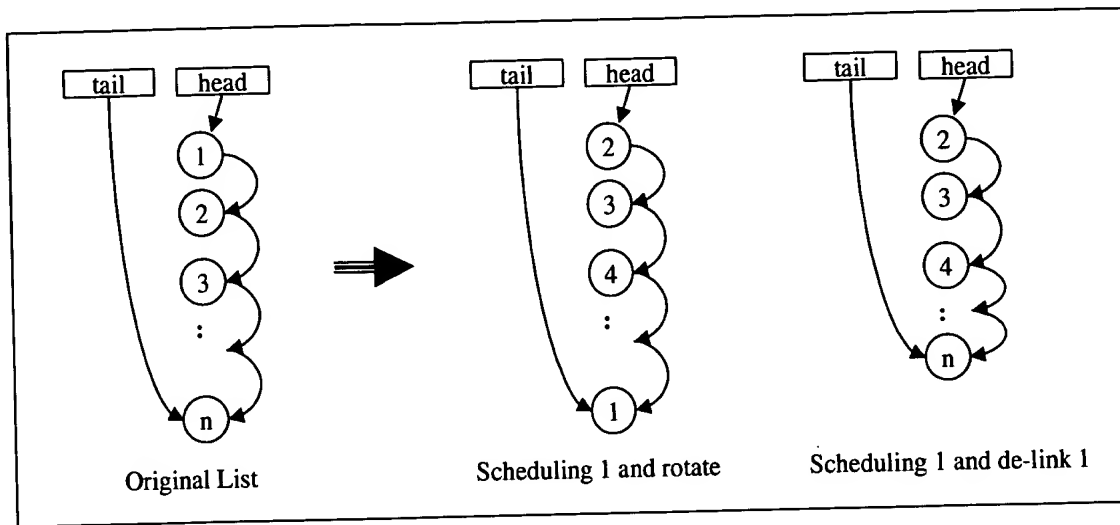 tail head
1
2
3
:
n
Original List
tail head
2
3
4
:
1
Scheduling 1 and rotate
tail head
2
3
4
:
n
Scheduling 1 and de-link 1